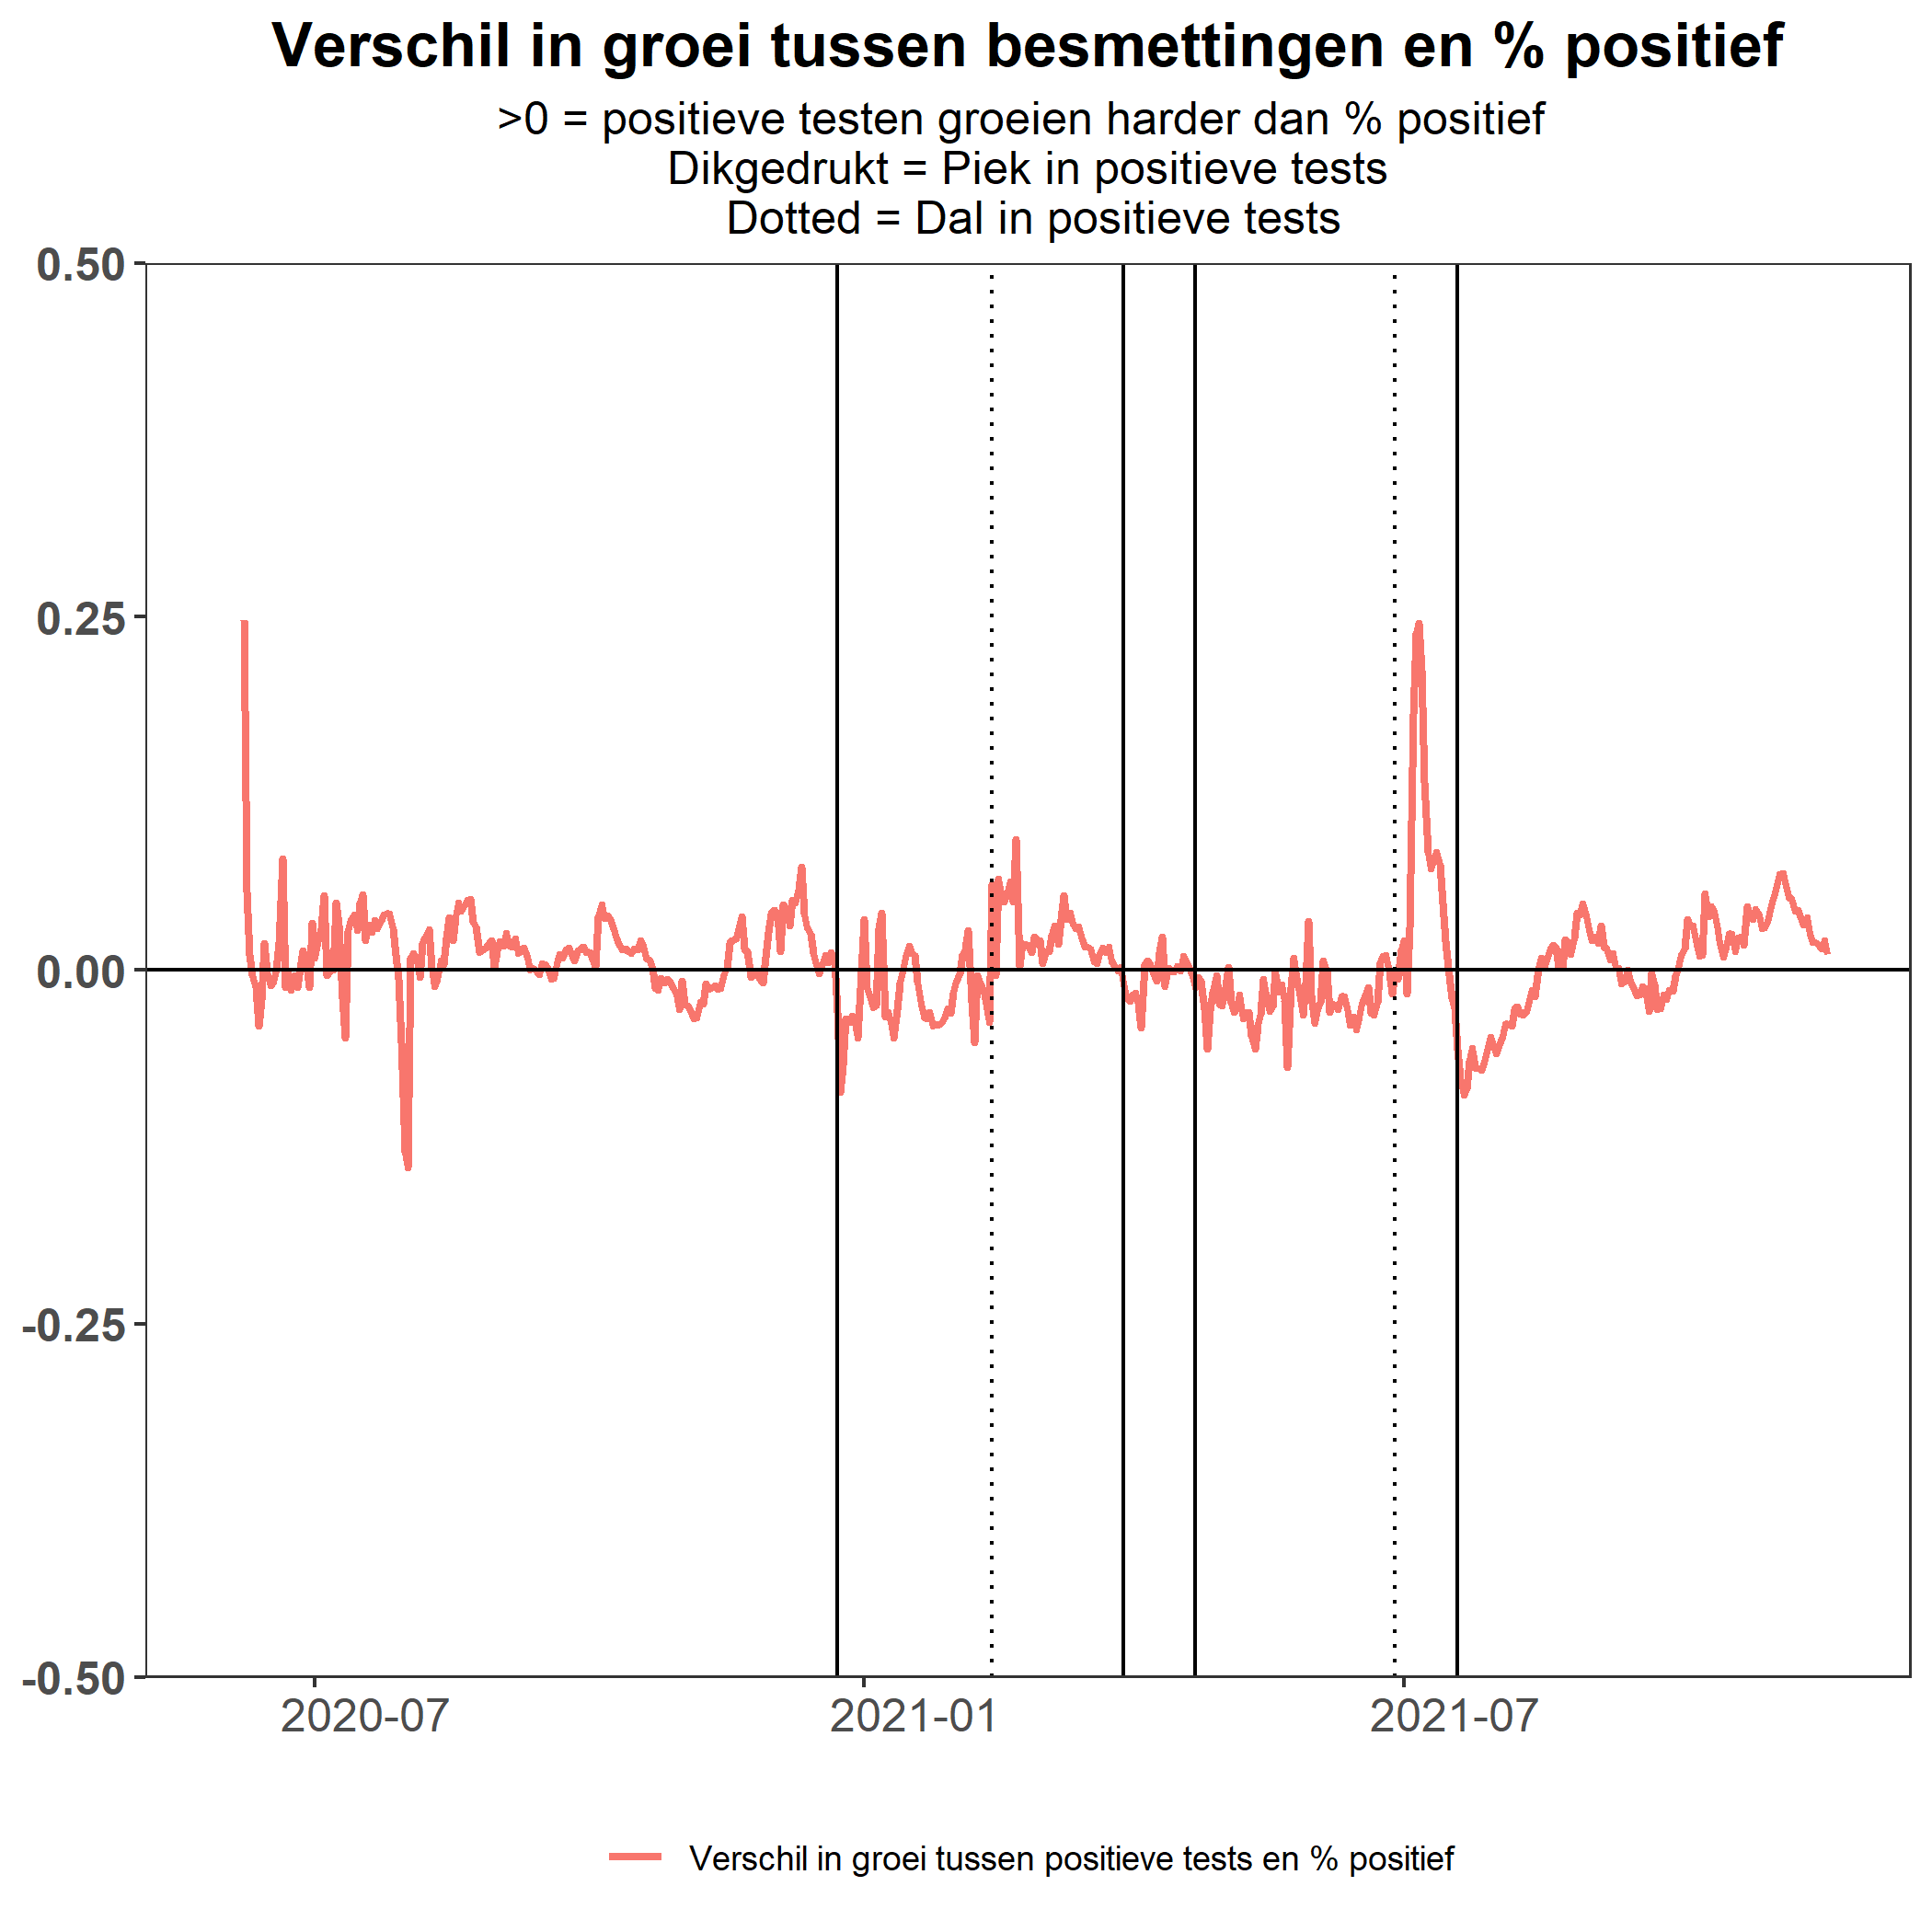 Verschil in groei tussen besmettingen en % positief
>0 = positieve testen groeien harder dan % positief
Dikgedrukt = Piek in positieve tests
Dotted = Dal in positieve tests
0.50
0.25
0.00
-0.25
-0.50
2020-07
2021-01
2021-07
Verschil in groei tussen positieve tests en % positief